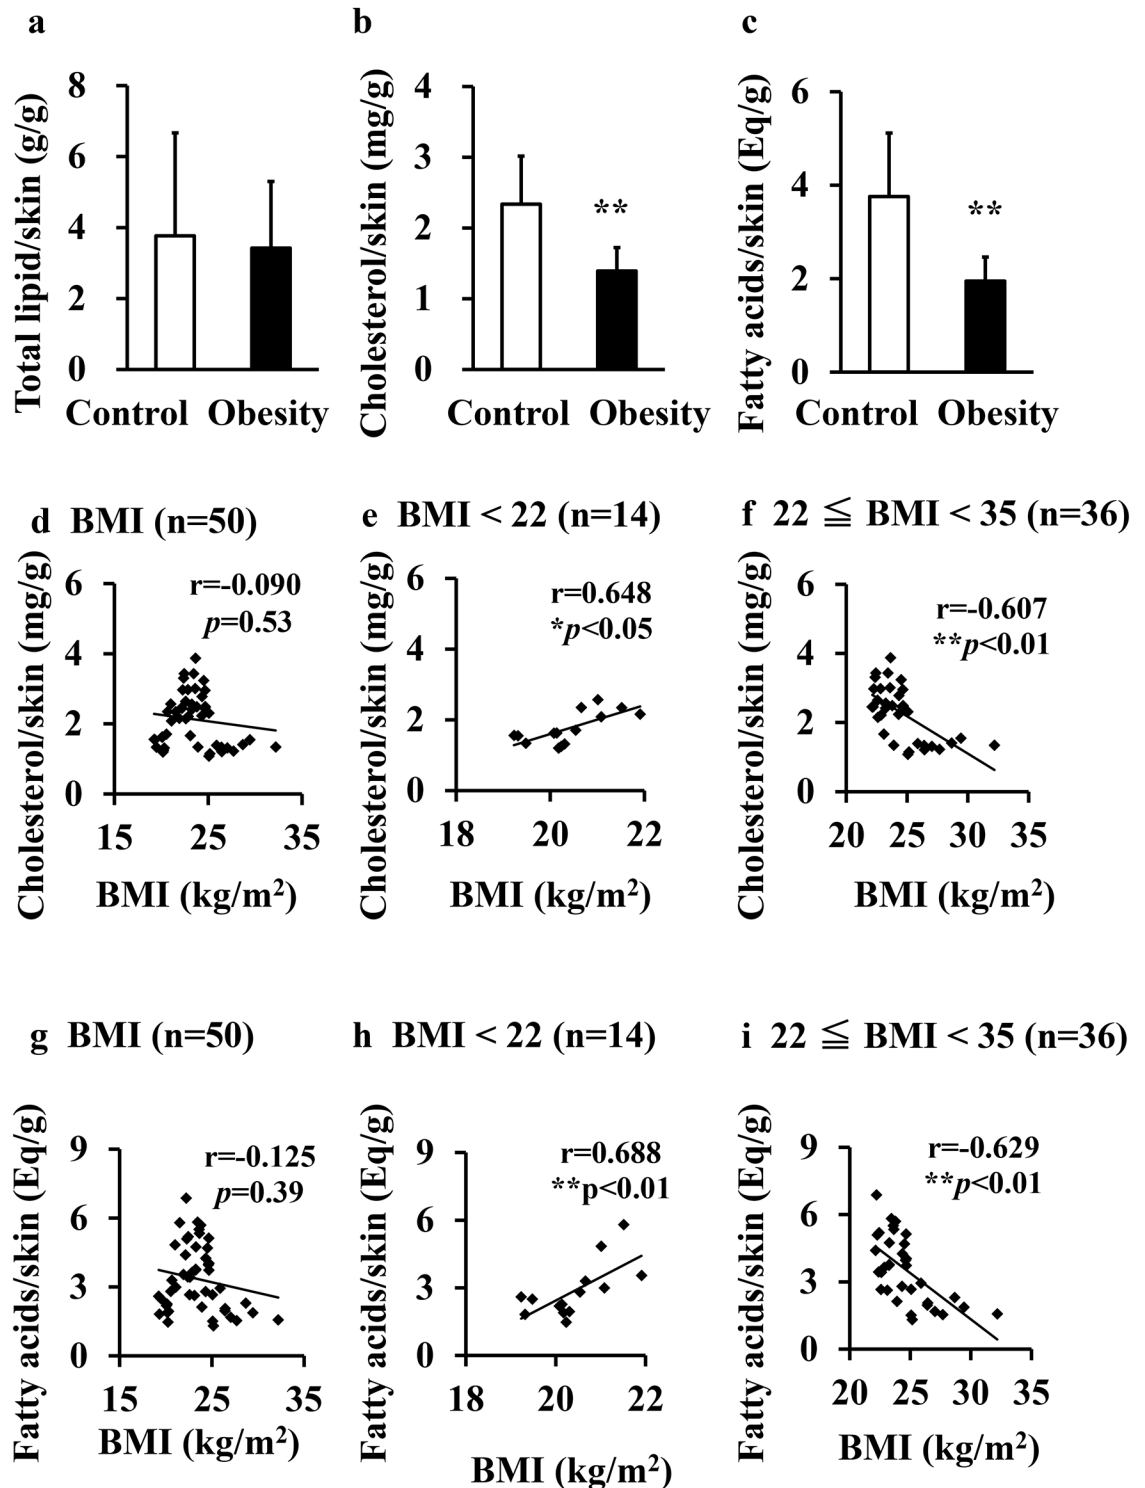 a
b
c
Total lipid/skin (g/g)
8
6
4
2
0
Control Obesity
Cholesterol/skin (mg/g)
4
3
2
1
0
**
Control Obesity
Fatty acids/skin (Eq/g)
6
4
2
0
**
Control Obesity
d BMI (n=50)
Cholesterol/skin (mg/g)
6
4
2
0
r=-0.090
p=0.53
15 25 35
BMI (kg/m²)
e BMI < 22 (n=14)
Cholesterol/skin (mg/g)
6
4
2
0
r=0.648
*p<0.05
18 20 22
BMI (kg/m²)
f 22 ≦ BMI < 35 (n=36)
Cholesterol/skin (mg/g)
6
4
2
0
r=-0.607
**p<0.01
20 25 30 35
BMI (kg/m²)
g BMI (n=50)
Fatty acids/skin (Eq/g)
9
6
3
0
r=-0.125
p=0.39
15 25 35
BMI (kg/m²)
h BMI < 22 (n=14)
Fatty acids/skin (Eq/g)
9
6
3
0
r=0.688
**p<0.01
18 20 22
BMI (kg/m²)
i 22 ≦ BMI < 35 (n=36)
Fatty acids/skin (Eq/g)
9
6
3
0
r=-0.629
**p<0.01
20 25 30 35
BMI (kg/m²)